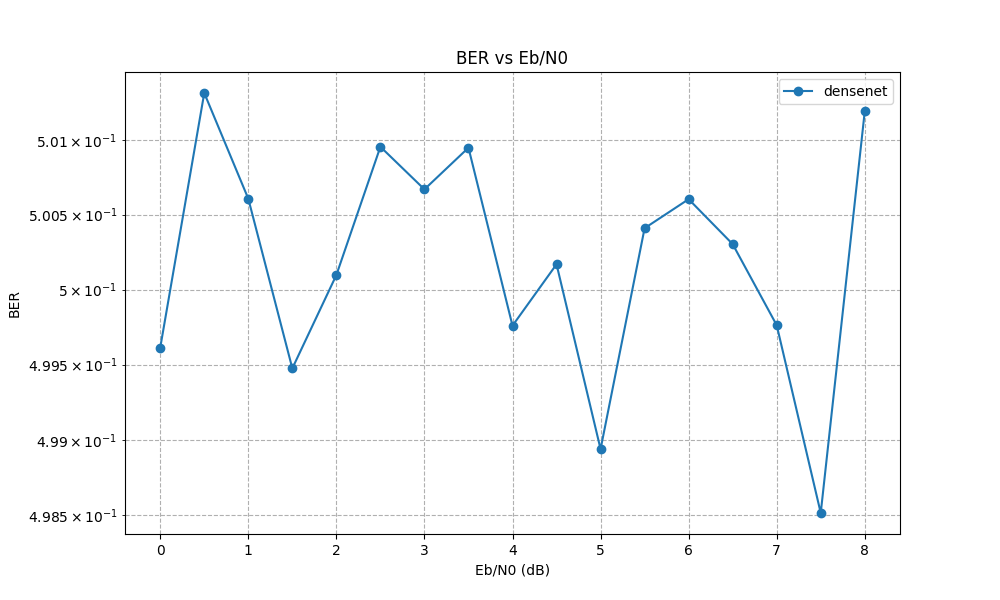 BER vs Eb/N0
densenet
BER
5.01 × 10⁻¹
5.005 × 10⁻¹
5 × 10⁻¹
4.995 × 10⁻¹
4.99 × 10⁻¹
4.985 × 10⁻¹
0 1 2 3 4 5 6 7 8
Eb/N0 (dB)